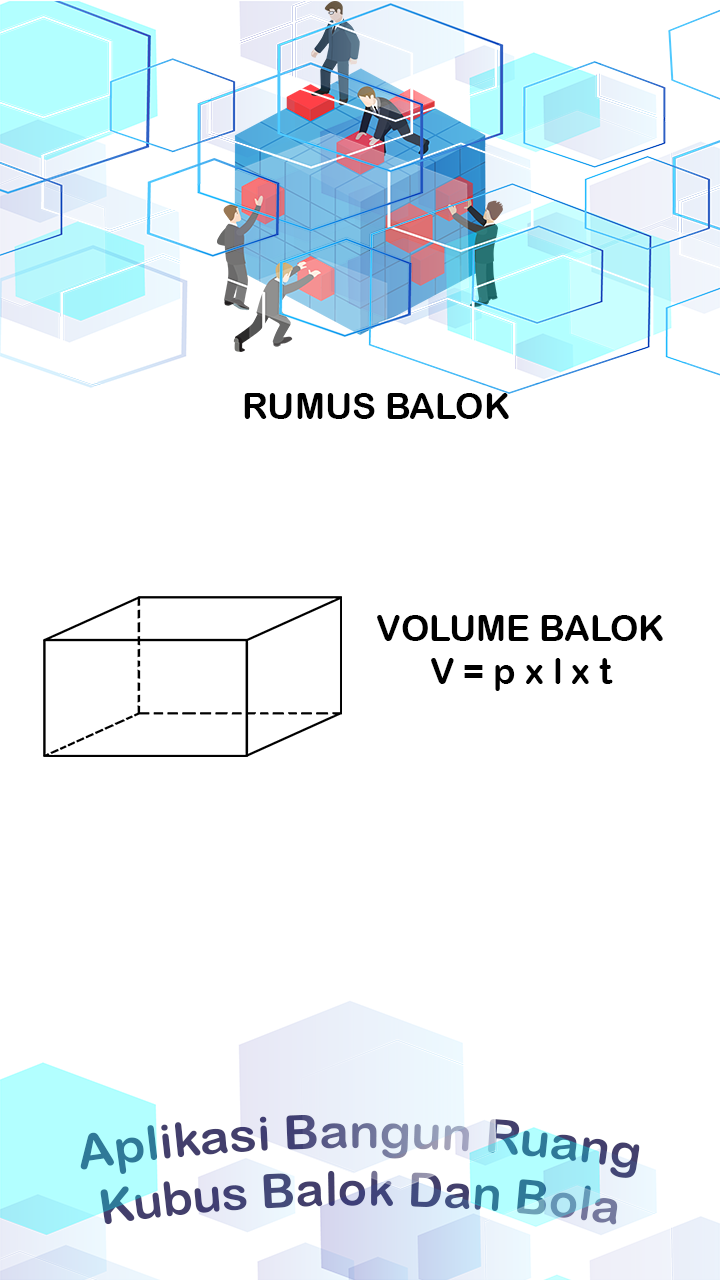 RUMUS BALOK
VOLUME BALOK
V = p x l x t
Aplikasi Bangun Ruang
Kubus Balok Dan Bola